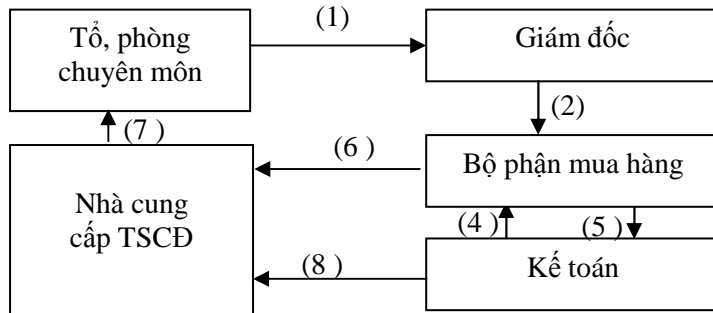 Tổ, phòng
chuyên môn
(1)
Giám đốc
(2)
(7 )
(6 )
Bộ phận mua hàng
Nhà cung
cấp TSCĐ
(4 )
(5 )
(8 )
Kế toán